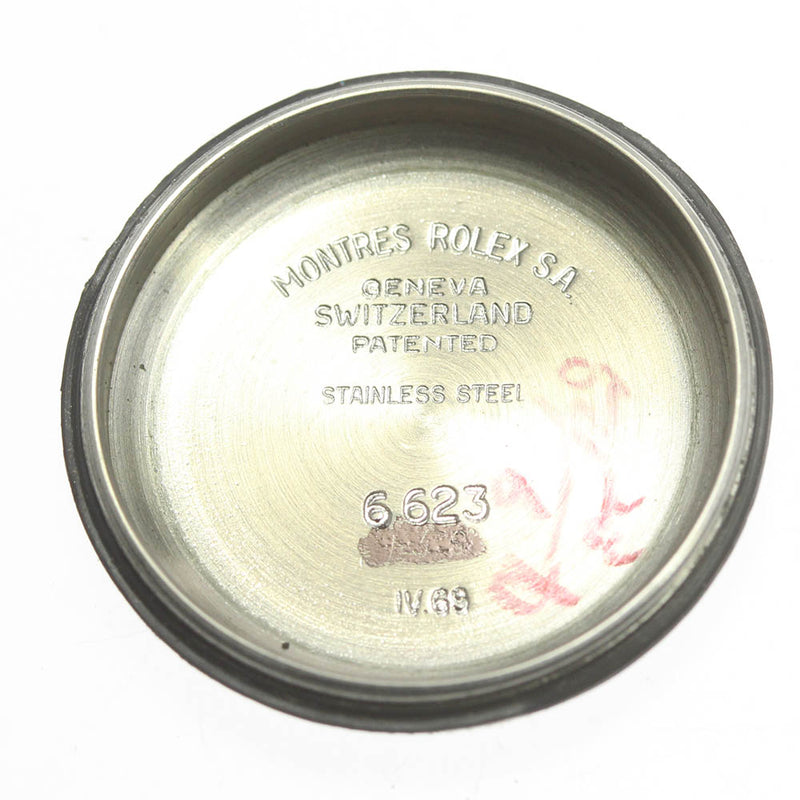 MONTRES ROLEX S.A.
GENEVA
SWITZERLAND
PATENTED
STAINLESS STEEL
6623
IV.69